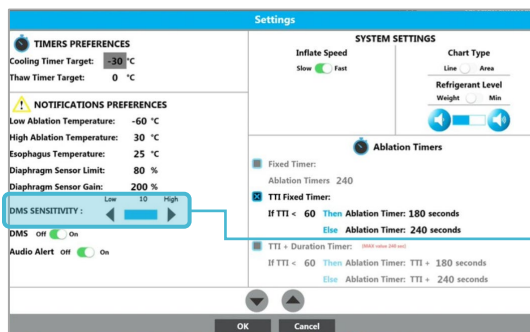 Settings
TIMERS PREFERENCES
Cooling Timer Target: -30 °C
Thaw Timer Target: 0 °C
NOTIFICATIONS PREFERENCES
Low Ablation Temperature: -60 °C
High Ablation Temperature: 30 °C
Esophagus Temperature: 25 °C
Diaphragm Sensor Limit: 80 %
Diaphragm Sensor Gain: 200 %
Low 10 High
DMS SENSITIVITY :
DMS Off On
Audio Alert Off On
SYSTEM SETTINGS
Inflate Speed
Slow Fast
Chart Type
Line Area
Refrigerant Level
Weight Min
Ablation Timers
Fixed Timer:
Ablation Timers 240
TTI Fixed Timer:
If TTI < 60 Then Ablation Timer: 180 seconds
Else Ablation Timer: 240 seconds
TTI + Duration Timer: (MAX value 240 sec)
If TTI < 60 Then Ablation Timer: TTI + 180 seconds
Else Ablation Timer: TTI + 240 seconds
OK Cancel